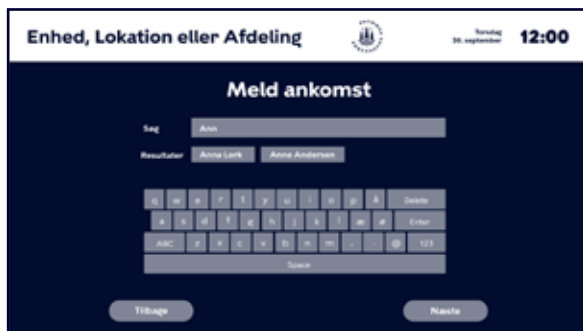 Enhed, Lokation eller Afdeling
Torsdag
30. september
12:00
Meld ankomst
Søg Ann
Resultater Anna Lork Anne Andersen
q w e r t y u i o p å Delete
a s d f g h j k l æ ø Enter
ABC z x c v b n m , . @ 123
Space
Tilbage Næste